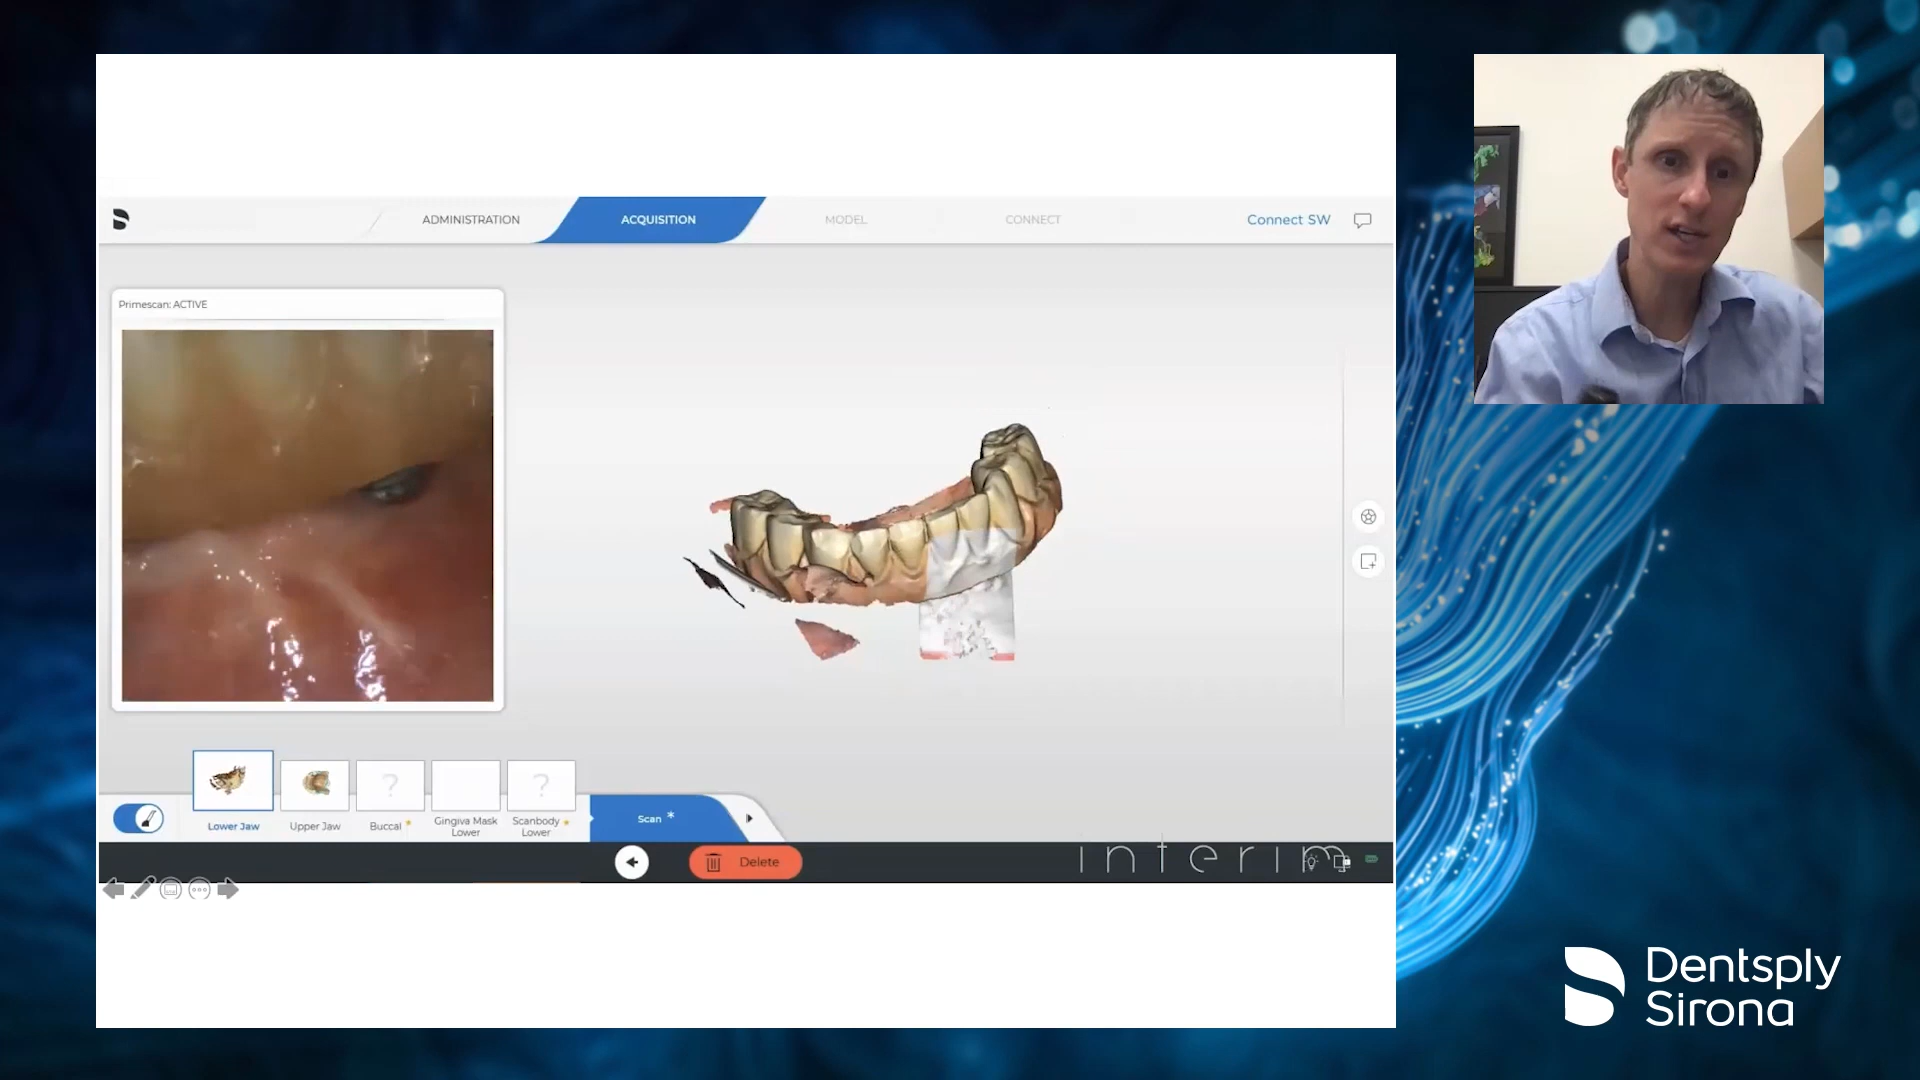 ADMINISTRATION
ACQUISITION
MODEL
CONNECT
Connect SW
Primescan: ACTIVE
?
?
Lower Jaw
Upper Jaw
Buccal *
Gingiva Mask
Lower
Scanbody *
Lower
Scan *
Delete
interim
Dentsply
Sirona